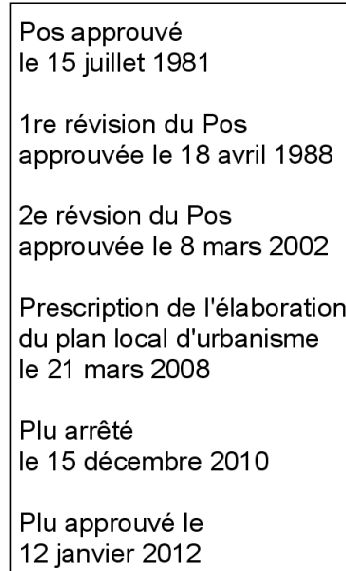 Pos approuvé
le 15 juillet 1981
1re révision du Pos
approuvée le 18 avril 1988
2e révsion du Pos
approuvée le 8 mars 2002
Prescription de l'élaboration
du plan local d'urbanisme
le 21 mars 2008
Plu arrêté
le 15 décembre 2010
Plu approuvé le
12 janvier 2012